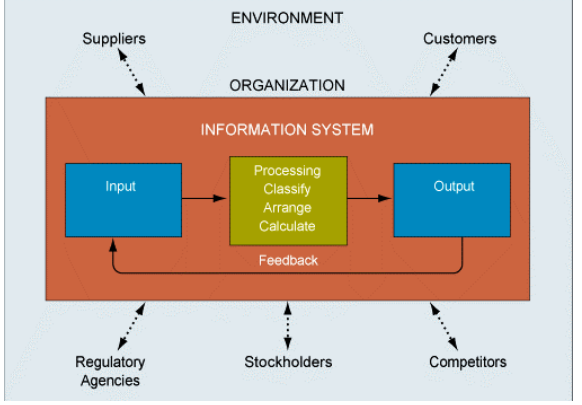 ENVIRONMENT
Suppliers
Customers
ORGANIZATION
INFORMATION SYSTEM
Input
Processing
Classify
Arrange
Calculate
Output
Feedback
Regulatory
Agencies
Stockholders
Competitors